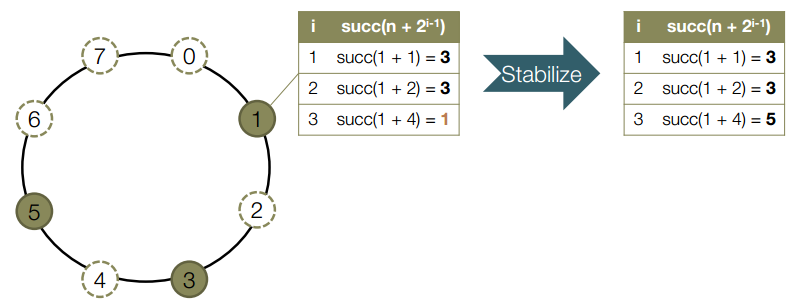 i succ(n + 2^{i-1})
1 succ(1 + 1) = 3
2 succ(1 + 2) = 3
3 succ(1 + 4) = 1
Stabilize
i succ(n + 2^{i-1})
1 succ(1 + 1) = 3
2 succ(1 + 2) = 3
3 succ(1 + 4) = 5
7 0
6 1
5 2
4 3